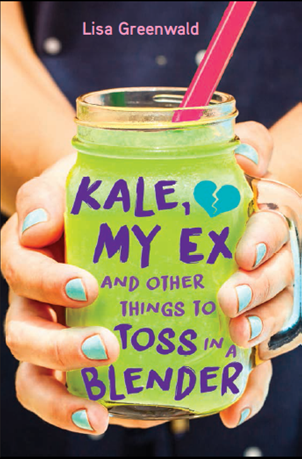 Lisa Greenwald
KALE,
MY EX
AND OTHER
THINGS TO
TOSS IN A
BLENDER